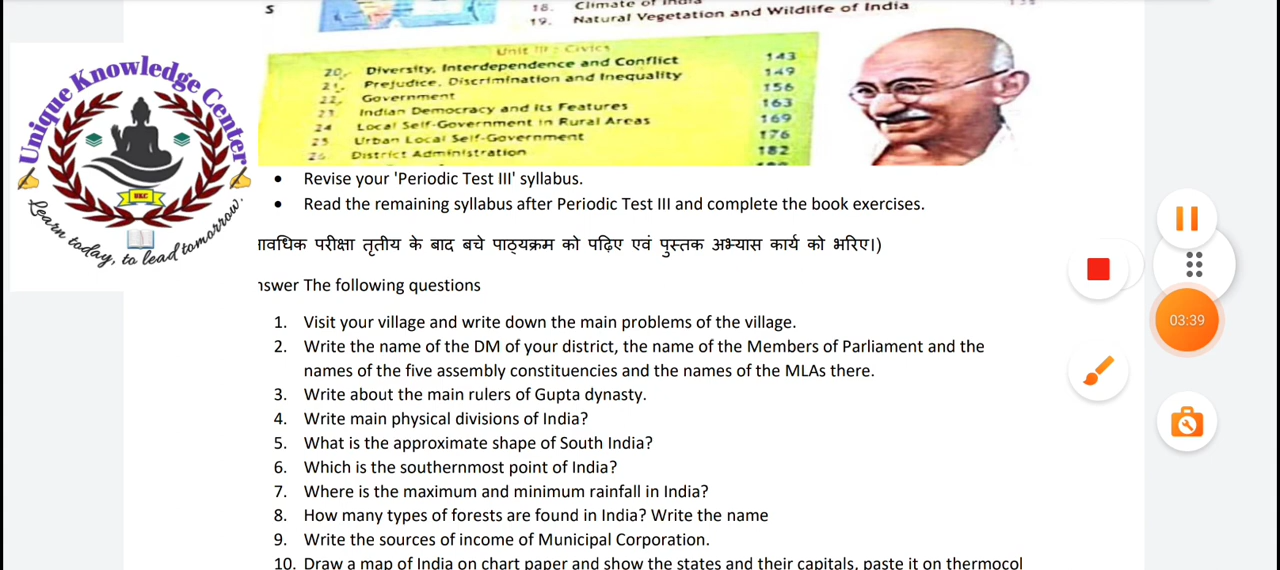 s
18. Climate of India
19. Natural Vegetation and Wildlife of India
Unit III : Civics
20. Diversity, Interdependence and Conflict 143
21. Prejudice, Discrimination and Inequality 149
22. Government 156
23. Indian Democracy and Its Features 163
24 Local Self-Government in Rural Areas 169
25 Urban Local Self-Government 176
26 District Administration 182
Unique Knowledge Center
UKC
Learn today, to lead tomorrow.
• Revise your 'Periodic Test III' syllabus.
• Read the remaining syllabus after Periodic Test III and complete the book exercises.
ावधिक परीक्षा तृतीय के बाद बचे पाठ्यक्रम को पढ़िए एवं पुस्तक अभ्यास कार्य को भरिए।)
nswer The following questions
1. Visit your village and write down the main problems of the village.
2. Write the name of the DM of your district, the name of the Members of Parliament and the
names of the five assembly constituencies and the names of the MLAs there.
3. Write about the main rulers of Gupta dynasty.
4. Write main physical divisions of India?
5. What is the approximate shape of South India?
6. Which is the southernmost point of India?
7. Where is the maximum and minimum rainfall in India?
8. How many types of forests are found in India? Write the name
9. Write the sources of income of Municipal Corporation.
10. Draw a map of India on chart paper and show the states and their capitals, paste it on thermocol
03:39